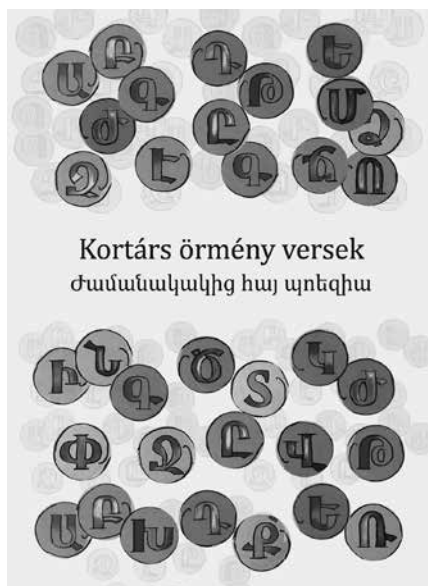 Ա Բ Գ Դ Թ Ե Մ
Ժ Ը
Զ Է Գ Ճ Ո
Kortárs örmény versek
Ժամանակակից հայ պոեզիա
Ի Ն Գ Ծ Տ Կ Ժ
Փ Զ Ը Վ Թ
Ա Բ Խ Դ Ք Ե Ռ